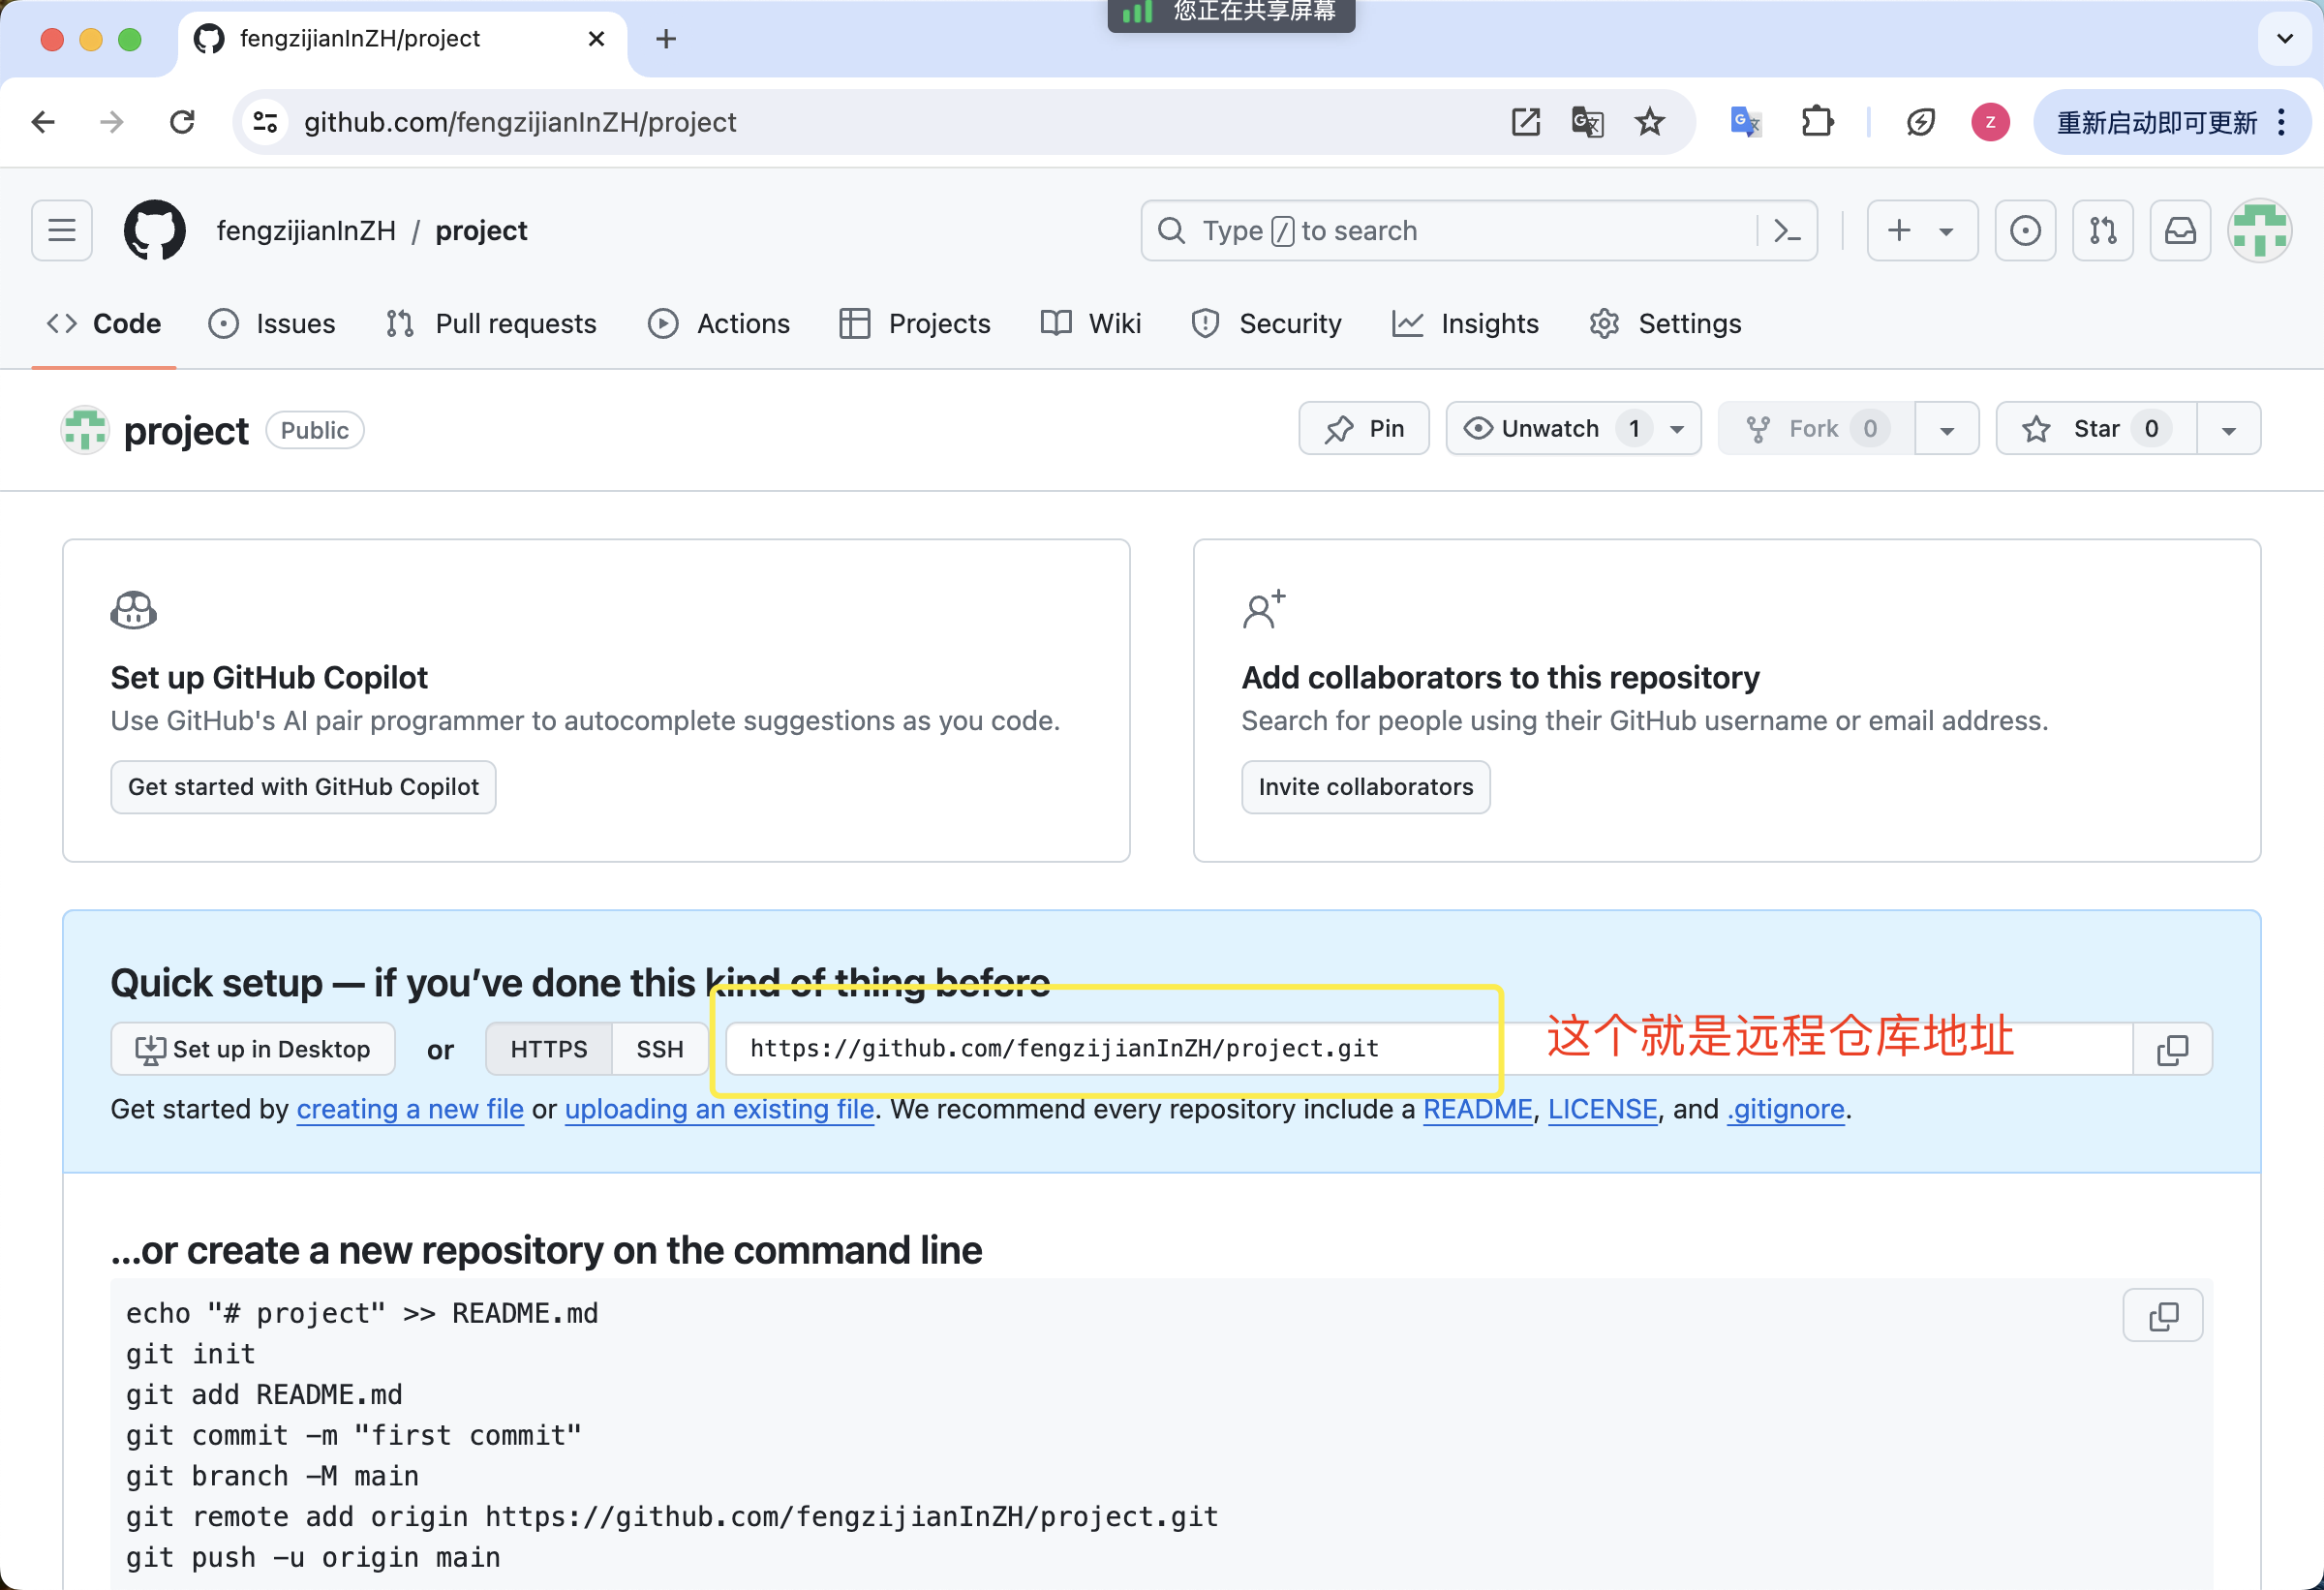 您正在共享屏幕
fengzijianInZH/project
github.com/fengzijianInZH/project
Z
重新启动即可更新
fengzijianInZH / project
Type / to search
Code
Issues
Pull requests
Actions
Projects
Wiki
Security
Insights
Settings
project
Public
Pin
Unwatch 1
Fork 0
Star 0
Set up GitHub Copilot
Use GitHub's AI pair programmer to autocomplete suggestions as you code.
Get started with GitHub Copilot
Add collaborators to this repository
Search for people using their GitHub username or email address.
Invite collaborators
Quick setup — if you’ve done this kind of thing before
Set up in Desktop
or
HTTPS
SSH
https://github.com/fengzijianInZH/project.git
这个就是远程仓库地址
Get started by creating a new file or uploading an existing file. We recommend every repository include a README, LICENSE, and .gitignore.
…or create a new repository on the command line
echo "# project" >> README.md
git init
git add README.md
git commit -m "first commit"
git branch -M main
git remote add origin https://github.com/fengzijianInZH/project.git
git push -u origin main